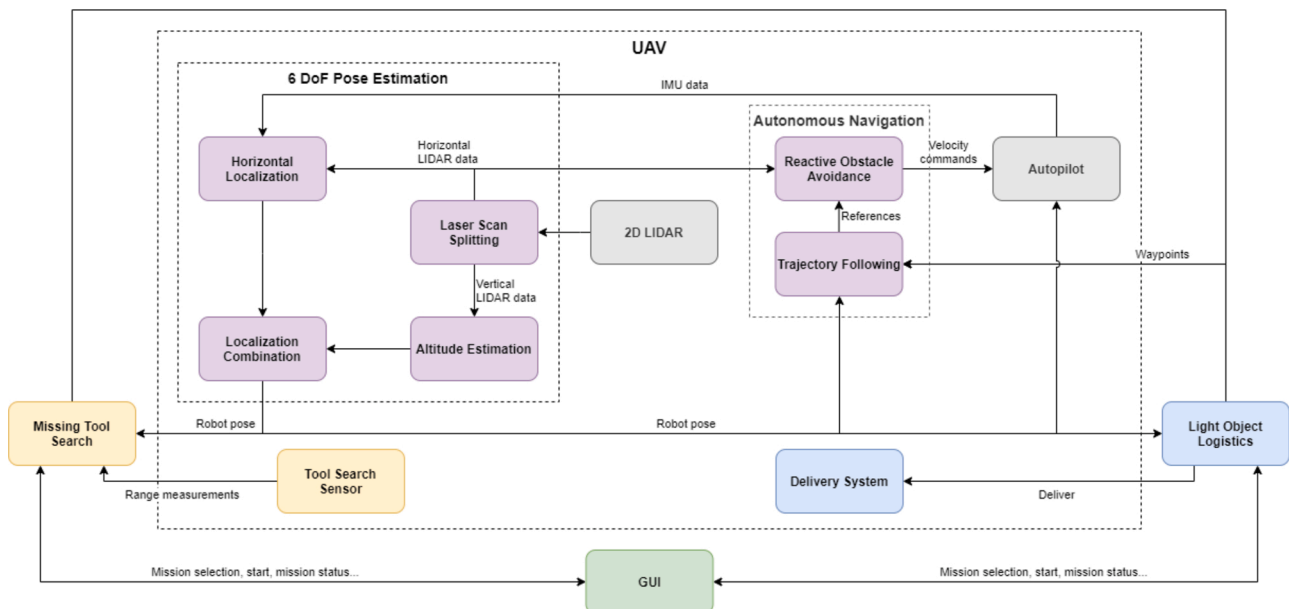 UAV
6 DoF Pose Estimation
IMU data
Autonomous Navigation
Horizontal
Localization
Horizontal
LIDAR data
Reactive Obstacle
Avoidance
Velocity
commands
Autopilot
References
Laser Scan
Splitting
2D LIDAR
Trajectory Following
Waypoints
Vertical
LIDAR data
Localization
Combination
Altitude Estimation
Missing Tool
Search
Robot pose
Robot pose
Light Object
Logistics
Tool Search
Sensor
Range measurements
Delivery System
Deliver
Mission selection, start, mission status...
GUI
Mission selection, start, mission status...